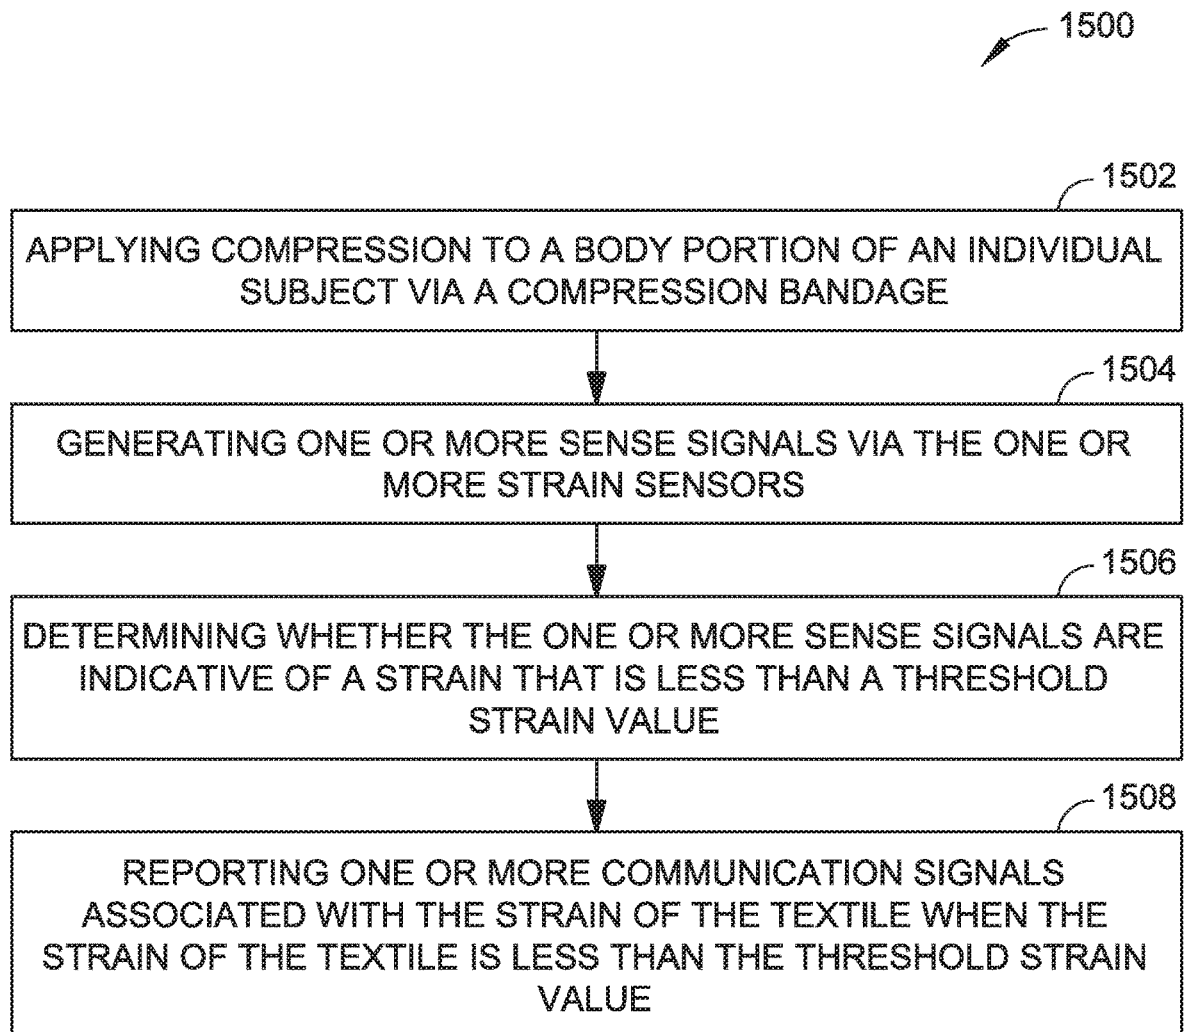 1500
1502
APPLYING COMPRESSION TO A BODY PORTION OF AN INDIVIDUAL
SUBJECT VIA A COMPRESSION BANDAGE
1504
GENERATING ONE OR MORE SENSE SIGNALS VIA THE ONE OR
MORE STRAIN SENSORS
1506
DETERMINING WHETHER THE ONE OR MORE SENSE SIGNALS ARE
INDICATIVE OF A STRAIN THAT IS LESS THAN A THRESHOLD
STRAIN VALUE
1508
REPORTING ONE OR MORE COMMUNICATION SIGNALS
ASSOCIATED WITH THE STRAIN OF THE TEXTILE WHEN THE
STRAIN OF THE TEXTILE IS LESS THAN THE THRESHOLD STRAIN
VALUE